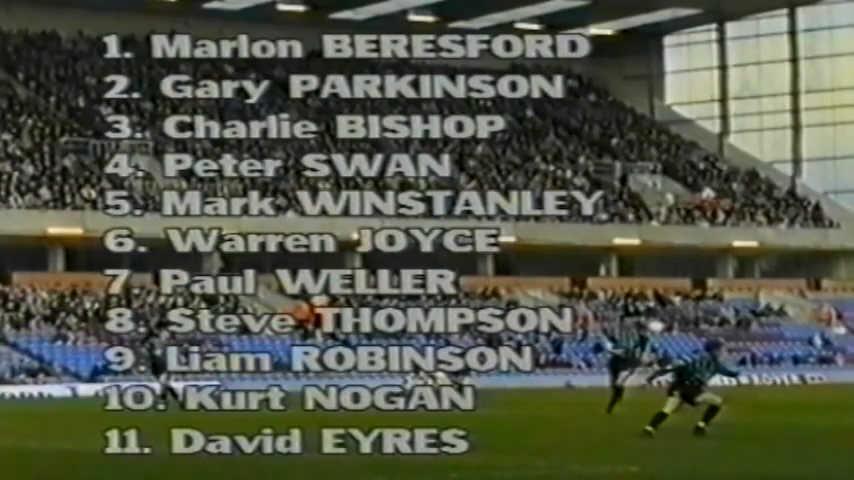 1. Marlon BERESFORD
2. Gary PARKINSON
3. Charlie BISHOP
4. Peter SWAN
5. Mark WINSTANLEY
6. Warren JOYCE
7 Paul WELLER
8. Steve THOMPSON
9. Liam ROBINSON
10. Kurt NOGAN
11. David EYRES